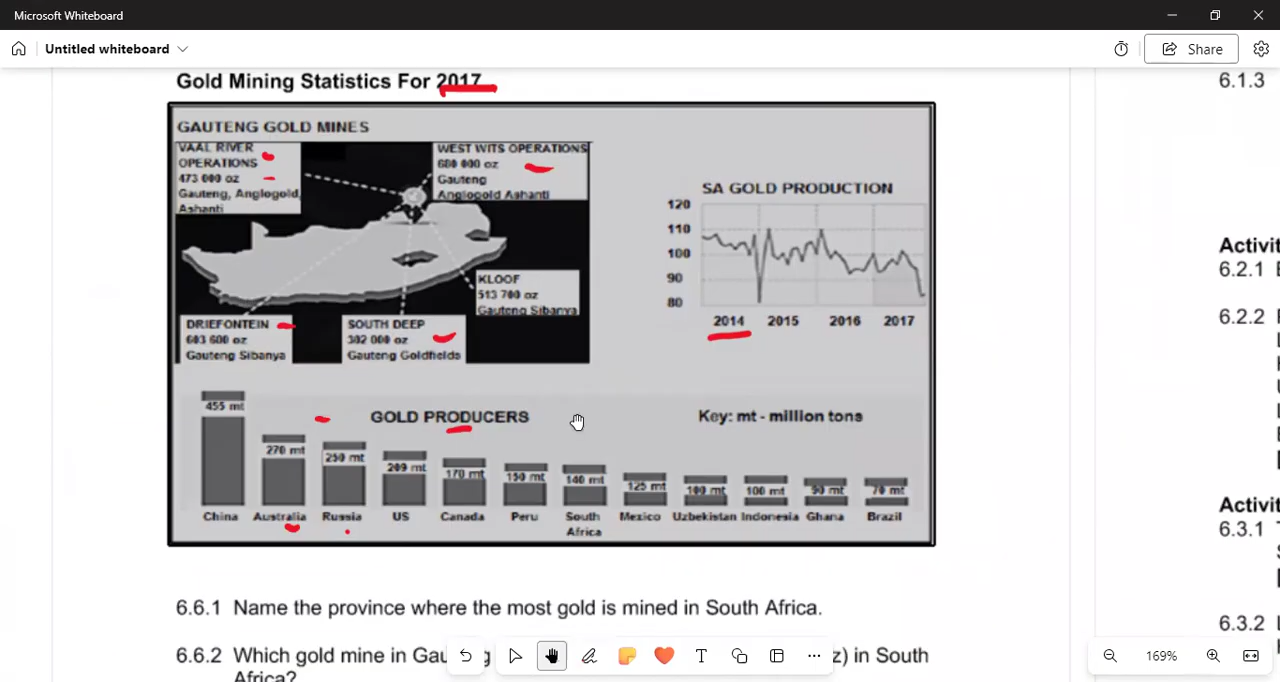 Microsoft Whiteboard
Untitled whiteboard
Share
Gold Mining Statistics For 2017
GAUTENG GOLD MINES
VAAL RIVER
OPERATIONS
473 000 oz
Gauteng, Anglogold,
Ashanti
WEST WITS OPERATIONS
680 000 oz
Gauteng
Anglogold Ashanti
KLOOF
513 700 oz
Gauteng Sibanya
DRIEFONTEIN
603 600 oz
Gauteng Sibanya
SOUTH DEEP
302 000 oz
Gauteng Goldfields
SA GOLD PRODUCTION
120
110
100
90
80
2014 2015 2016 2017
GOLD PRODUCERS
Key: mt - million tons
455 mt
270 mt
250 mt
209 mt
170 mt
150 mt
140 mt
125 mt
100 mt
100 mt
90 mt
70 mt
China Australia Russia US Canada Peru South Africa Mexico Uzbekistan Indonesia Ghana Brazil
6.6.1 Name the province where the most gold is mined in South Africa.
6.6.2 Which gold mine in z) in South
Africa?
6.1.3
Activi
6.2.1
6.2.2
Activi
6.3.1
6.3.2
169%